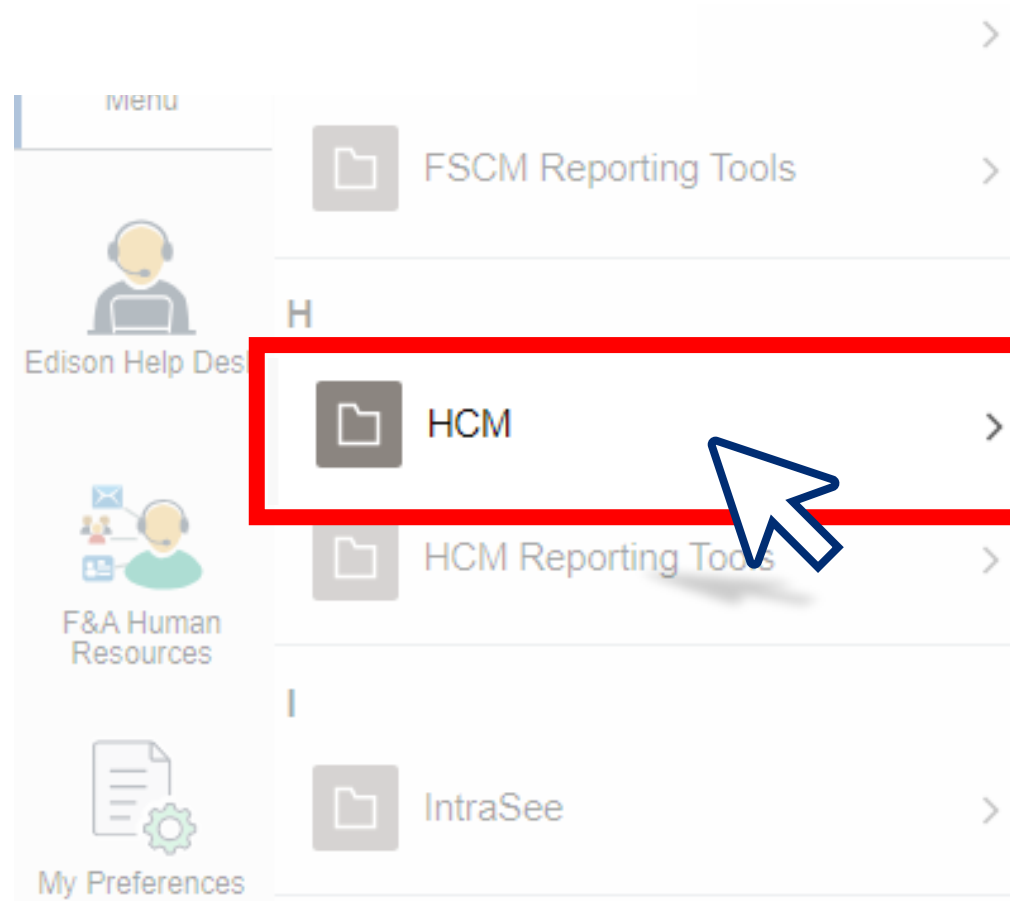 Menu
Edison Help Des
F&A Human
Resources
My Preferences
FSCM Reporting Tools
H
HCM
HCM Reporting Tools
I
IntraSee